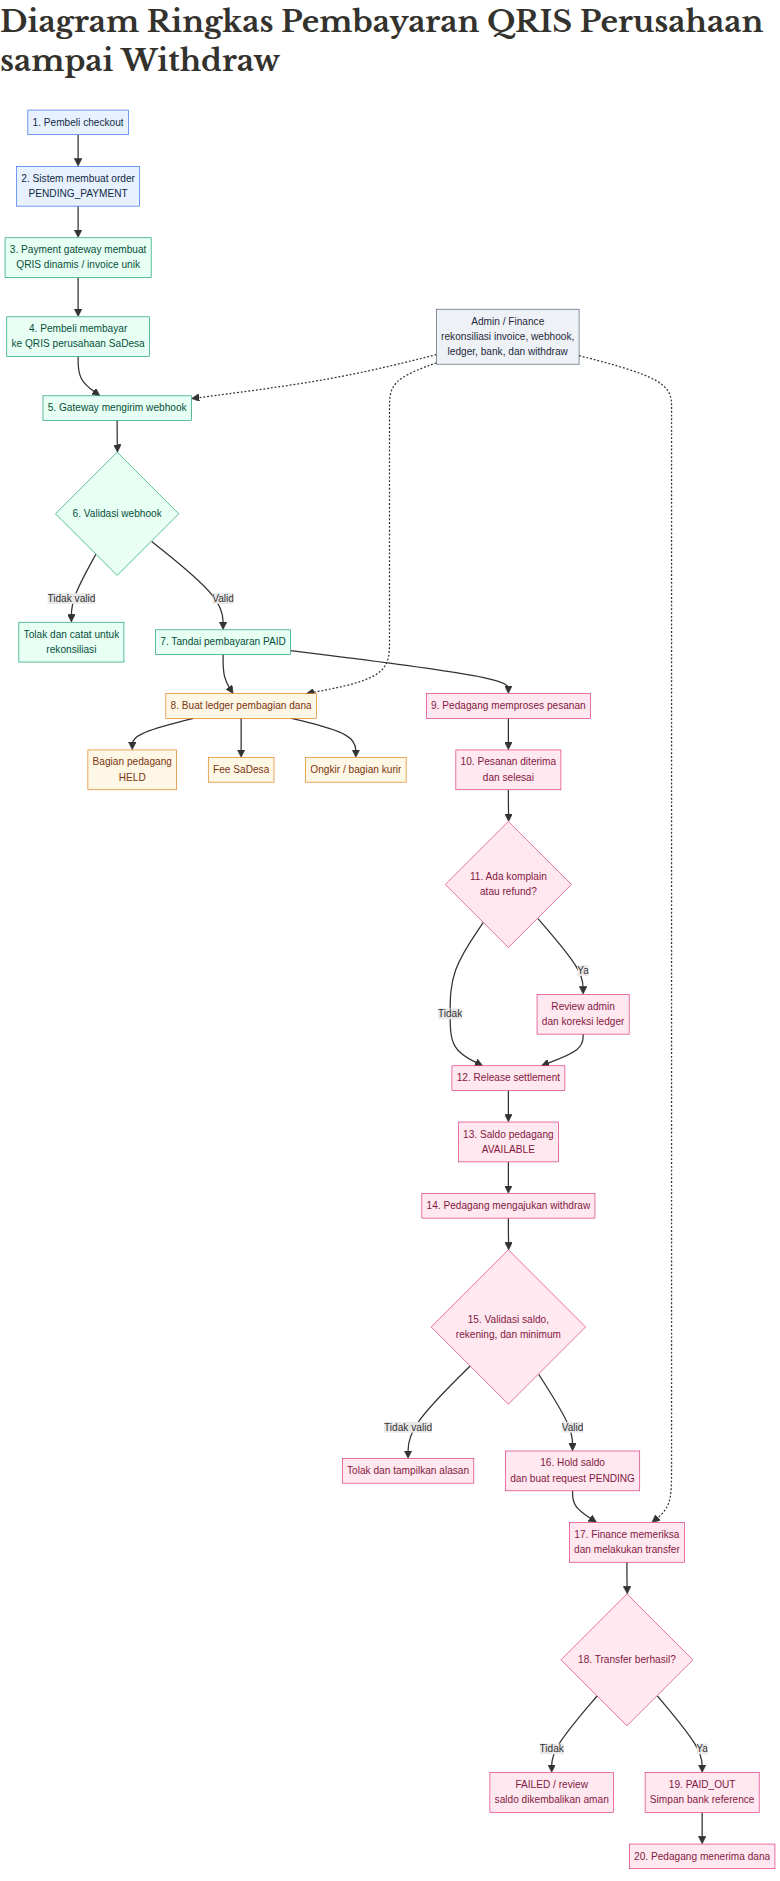 Diagram Ringkas Pembayaran QRIS Perusahaan
sampai Withdraw
1. Pembeli checkout
2. Sistem membuat order
PENDING_PAYMENT
3. Payment gateway membuat
QRIS dinamis / invoice unik
4. Pembeli membayar
ke QRIS perusahaan SaDesa
Admin / Finance
rekonsiliasi invoice, webhook,
ledger, bank, dan withdraw
5. Gateway mengirim webhook
6. Validasi webhook
Tidak valid
Valid
Tolak dan catat untuk
rekonsiliasi
7. Tandai pembayaran PAID
8. Buat ledger pembagian dana
9. Pedagang memproses pesanan
Bagian pedagang
HELD
Fee SaDesa
Ongkir / bagian kurir
10. Pesanan diterima
dan selesai
11. Ada komplain
atau refund?
Ya
Tidak
Review admin
dan koreksi ledger
12. Release settlement
13. Saldo pedagang
AVAILABLE
14. Pedagang mengajukan withdraw
15. Validasi saldo,
rekening, dan minimum
Tidak valid
Valid
Tolak dan tampilkan alasan
16. Hold saldo
dan buat request PENDING
17. Finance memeriksa
dan melakukan transfer
18. Transfer berhasil?
Tidak
Ya
FAILED / review
saldo dikembalikan aman
19. PAID_OUT
Simpan bank reference
20. Pedagang menerima dana